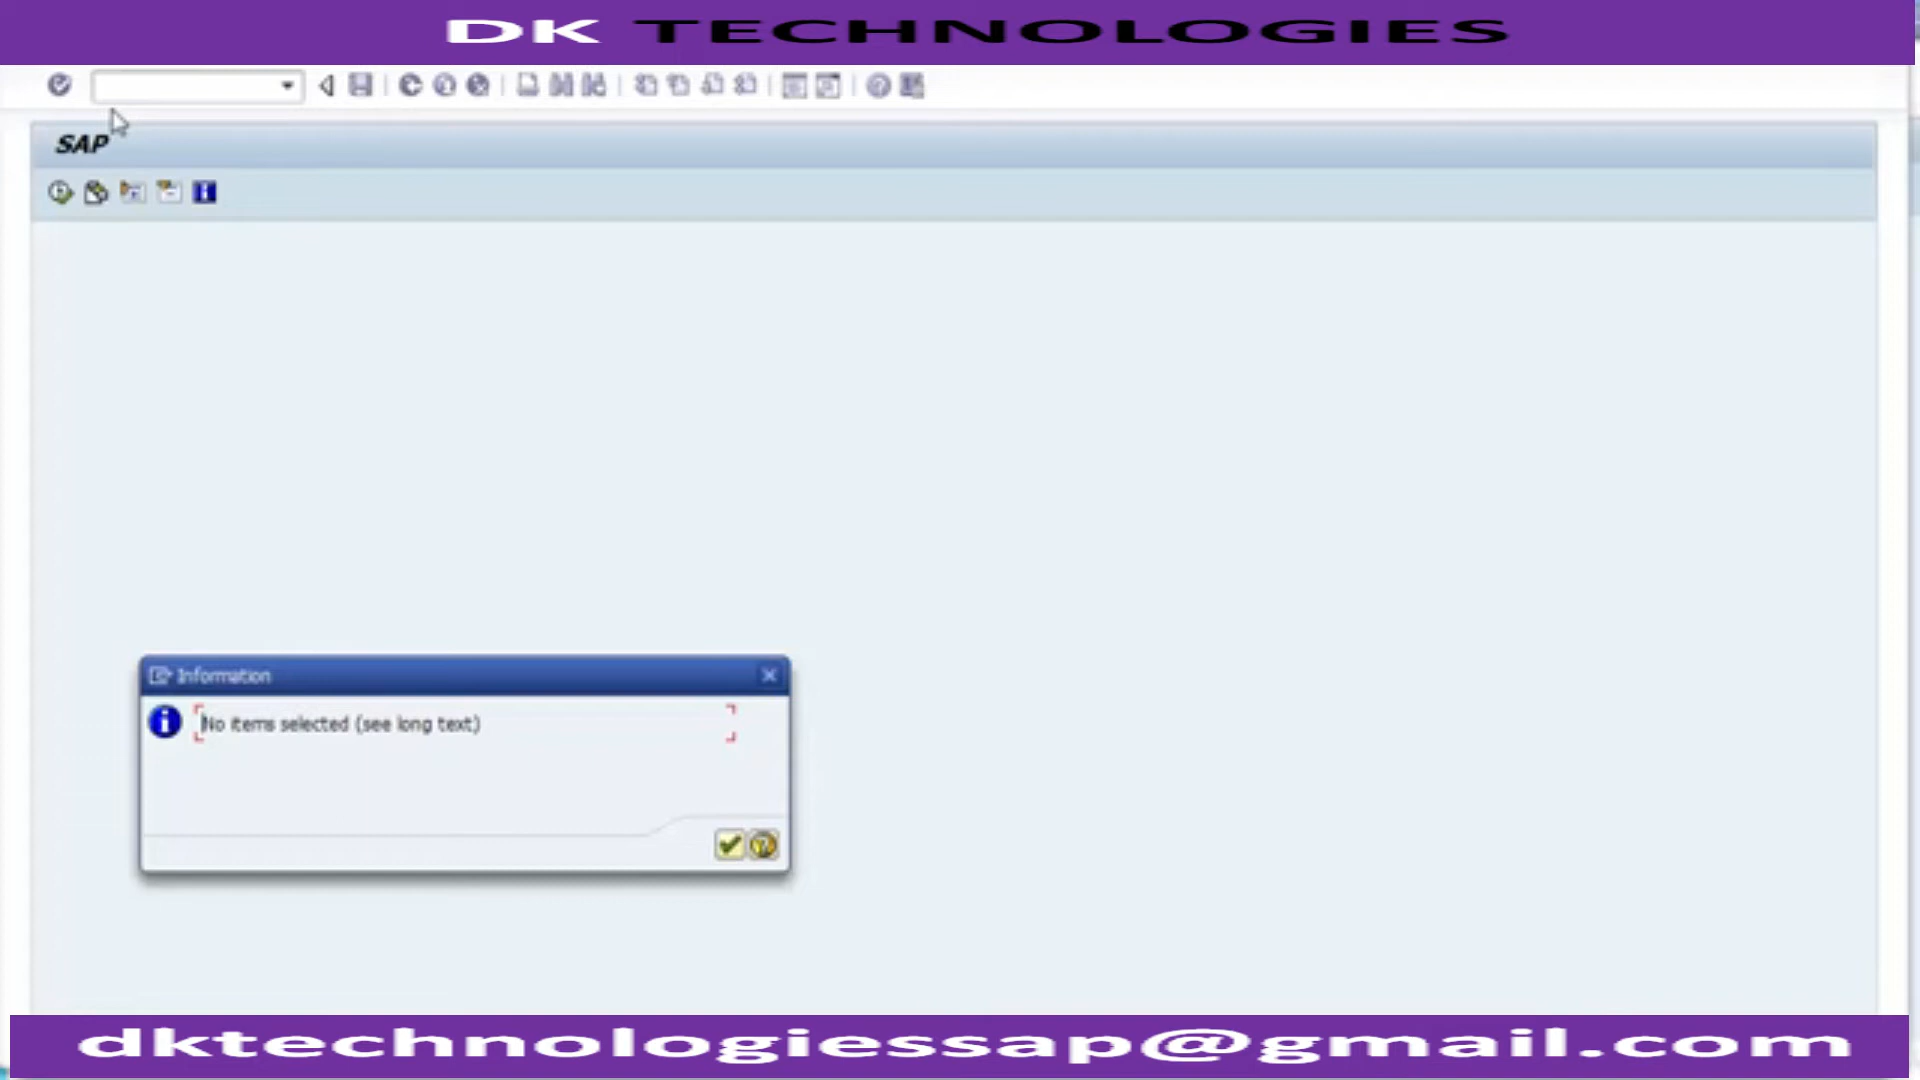 DK TECHNOLOGIES
SAP
Information
No items selected (see long text)
dktechnologiessap@gmail.com